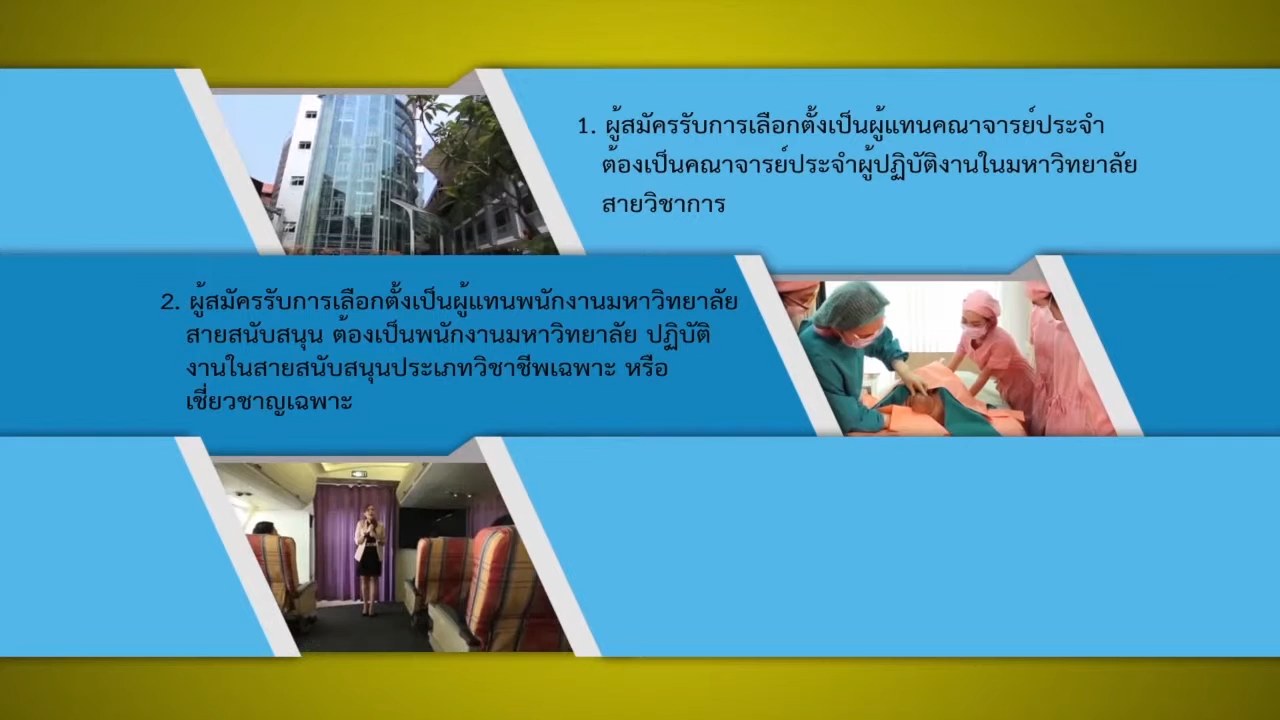 1. ผู้สมัครรับการเลือกตั้งเป็นผู้แทนคณาจารย์ประจำ
ต้องเป็นคณาจารย์ประจำผู้ปฏิบัติงานในมหาวิทยาลัย
สายวิชาการ
2. ผู้สมัครรับการเลือกตั้งเป็นผู้แทนพนักงานมหาวิทยาลัย
สายสนับสนุน ต้องเป็นพนักงานมหาวิทยาลัย ปฏิบัติ
งานในสายสนับสนุนประเภทวิชาชีพเฉพาะ หรือ
เชี่ยวชาญเฉพาะ